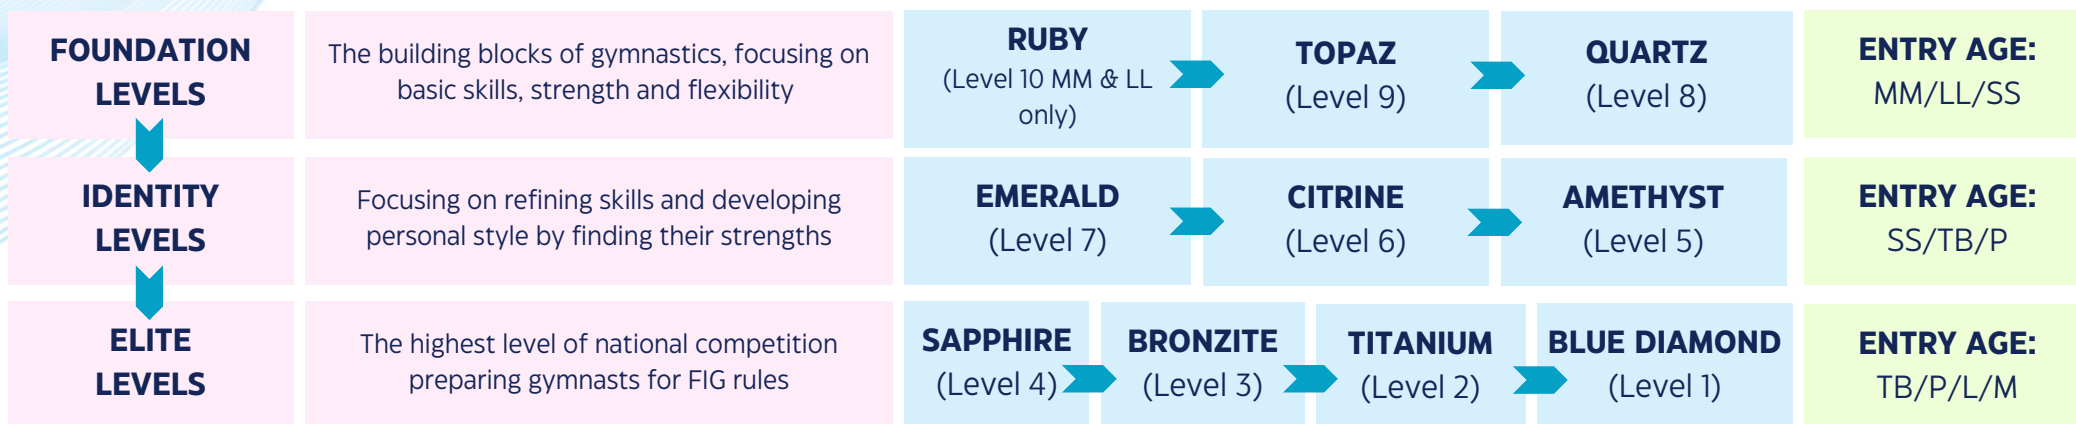 FOUNDATION
LEVELS
The building blocks of gymnastics, focusing on
basic skills, strength and flexibility
RUBY
(Level 10 MM & LL
only)
TOPAZ
(Level 9)
QUARTZ
(Level 8)
ENTRY AGE:
MM/LL/SS
IDENTITY
LEVELS
Focusing on refining skills and developing
personal style by finding their strengths
EMERALD
(Level 7)
CITRINE
(Level 6)
AMETHYST
(Level 5)
ENTRY AGE:
SS/TB/P
ELITE
LEVELS
The highest level of national competition
preparing gymnasts for FIG rules
SAPPHIRE
(Level 4)
BRONZITE
(Level 3)
TITANIUM
(Level 2)
BLUE DIAMOND
(Level 1)
ENTRY AGE:
TB/P/L/M